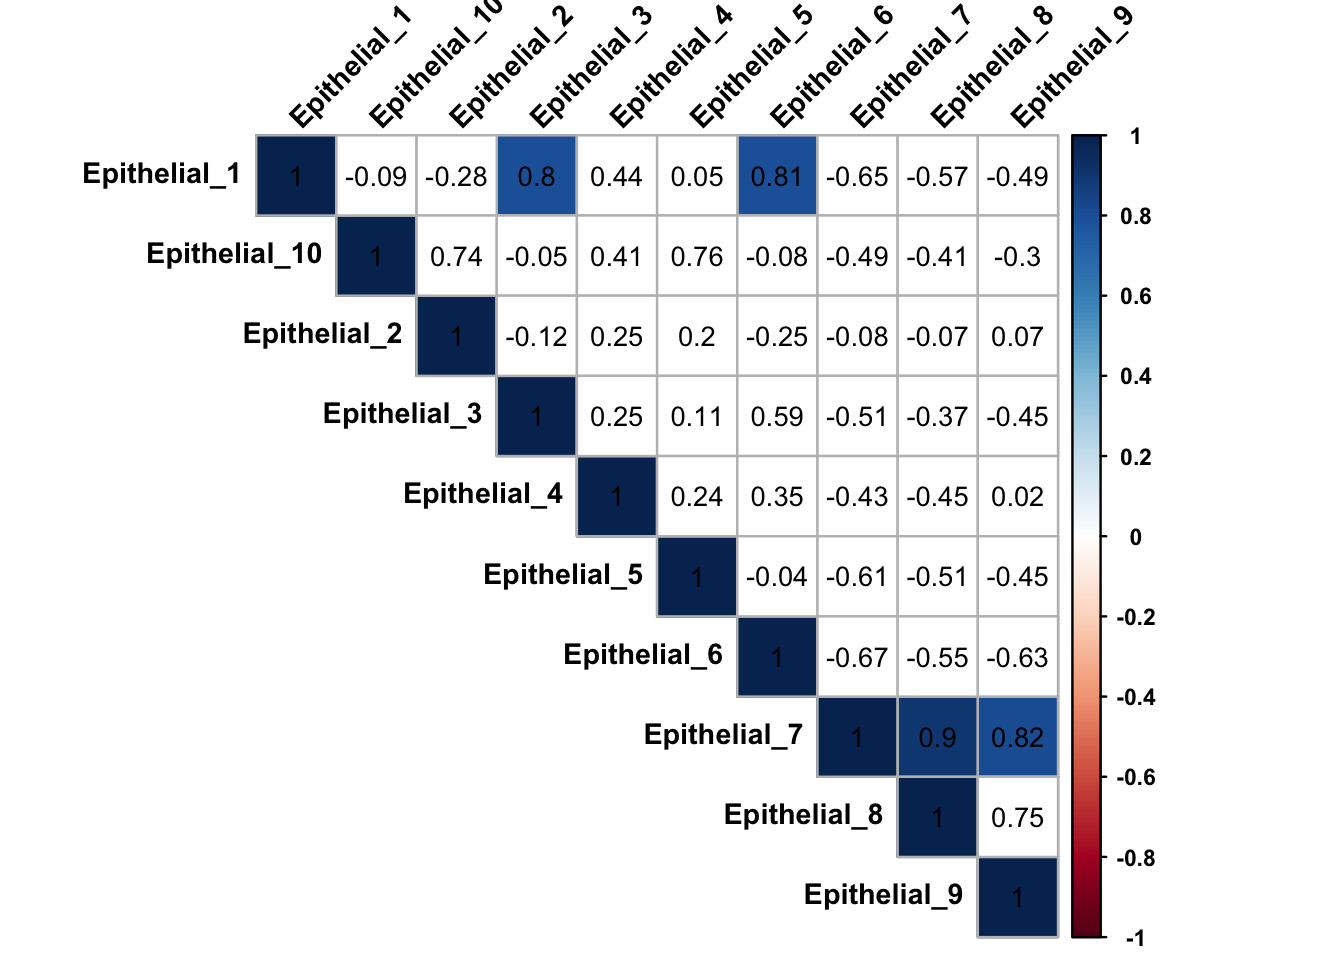 Epithelial_1
Epithelial_10
Epithelial_2
Epithelial_3
Epithelial_4
Epithelial_5
Epithelial_6
Epithelial_7
Epithelial_8
Epithelial_9
Epithelial_1 1 -0.09 -0.28 0.8 0.44 0.05 0.81 -0.65 -0.57 -0.49
Epithelial_10 1 0.74 -0.05 0.41 0.76 -0.08 -0.49 -0.41 -0.3
Epithelial_2 1 -0.12 0.25 0.2 -0.25 -0.08 -0.07 0.07
Epithelial_3 1 0.25 0.11 0.59 -0.51 -0.37 -0.45
Epithelial_4 1 0.24 0.35 -0.43 -0.45 0.02
Epithelial_5 1 -0.04 -0.61 -0.51 -0.45
Epithelial_6 1 -0.67 -0.55 -0.63
Epithelial_7 1 0.9 0.82
Epithelial_8 1 0.75
Epithelial_9 1
1
0.8
0.6
0.4
0.2
0
-0.2
-0.4
-0.6
-0.8
-1